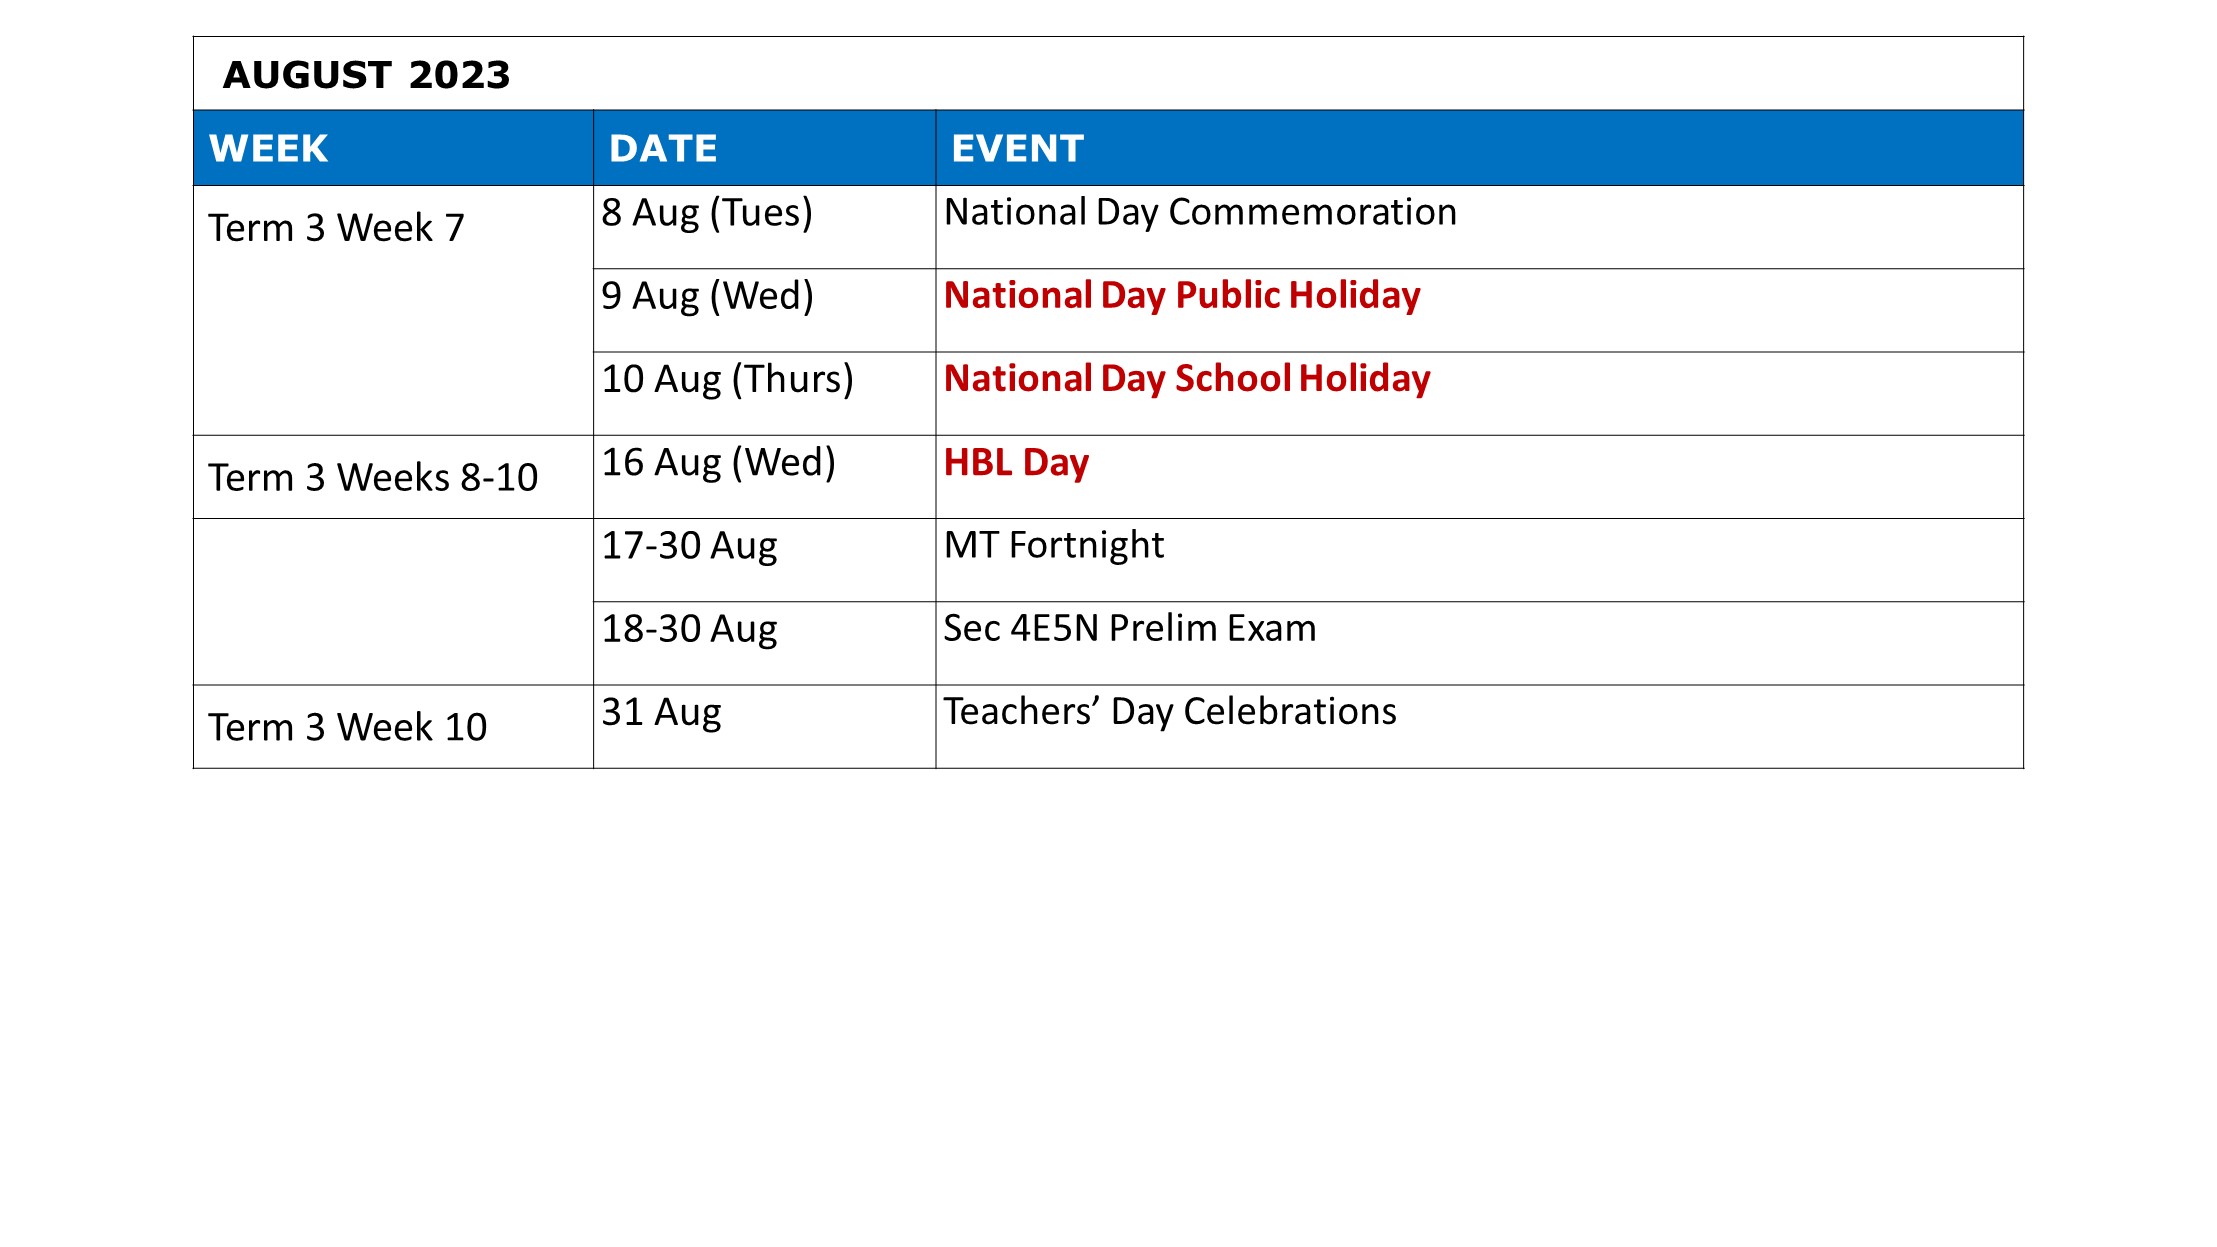 AUGUST 2023
WEEK DATE EVENT
Term 3 Week 7 8 Aug (Tues) National Day Commemoration
9 Aug (Wed) National Day Public Holiday
10 Aug (Thurs) National Day School Holiday
Term 3 Weeks 8-10 16 Aug (Wed) HBL Day
17-30 Aug MT Fortnight
18-30 Aug Sec 4E5N Prelim Exam
Term 3 Week 10 31 Aug Teachers’ Day Celebrations